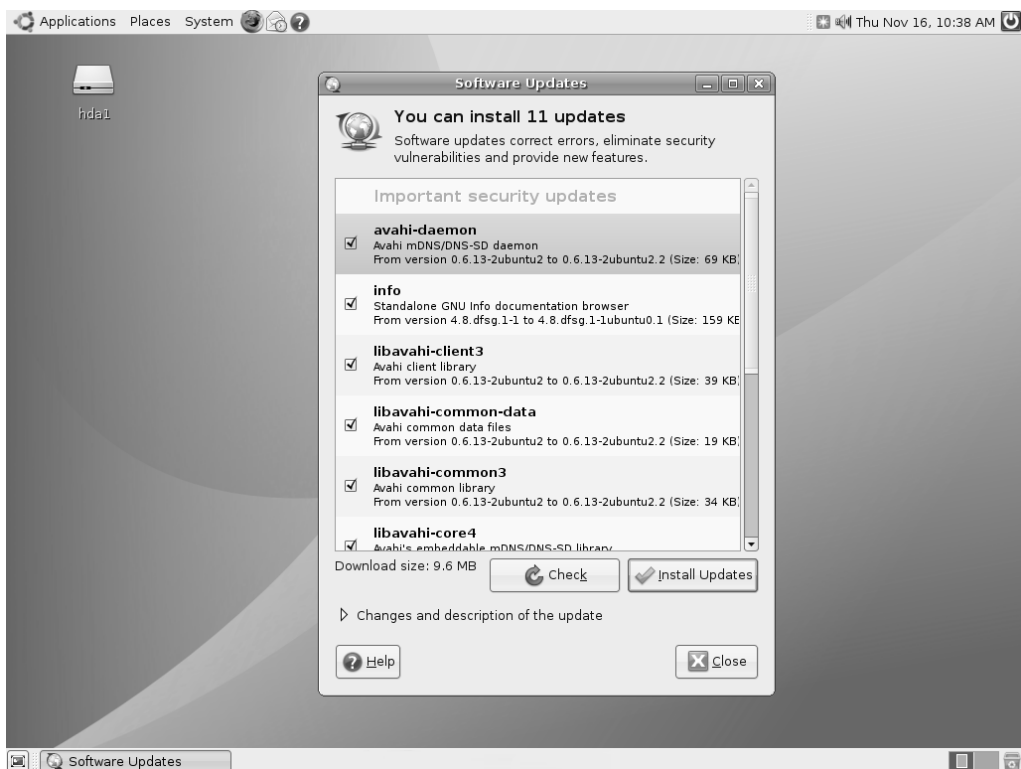 Applications Places System
Thu Nov 16, 10:38 AM
hda1
Software Updates
You can install 11 updates
Software updates correct errors, eliminate security
vulnerabilities and provide new features.
Important security updates
avahi-daemon
Avahi mDNS/DNS-SD daemon
From version 0.6.13-2ubuntu2 to 0.6.13-2ubuntu2.2 (Size: 69 KB)
info
Standalone GNU Info documentation browser
From version 4.8.dfsg.1-1 to 4.8.dfsg.1-1ubuntu0.1 (Size: 159 KB
libavahi-client3
Avahi client library
From version 0.6.13-2ubuntu2 to 0.6.13-2ubuntu2.2 (Size: 39 KB)
libavahi-common-data
Avahi common data files
From version 0.6.13-2ubuntu2 to 0.6.13-2ubuntu2.2 (Size: 19 KB)
libavahi-common3
Avahi common library
From version 0.6.13-2ubuntu2 to 0.6.13-2ubuntu2.2 (Size: 34 KB)
libavahi-core4
Avahi's embeddable mDNS/DNS-SD library
Download size: 9.6 MB
Check
Install Updates
Changes and description of the update
Help
Close
Software Updates